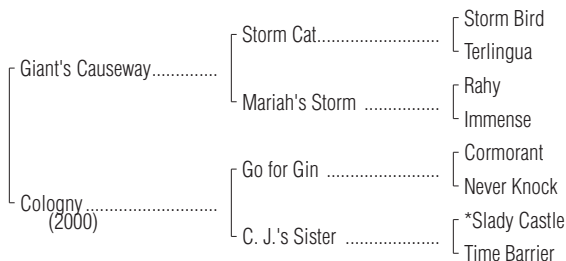 Storm Bird
Storm Cat...........................
Terlingua
Giant's Causeway..............
Rahy
Mariah's Storm ................
Immense
Cormorant
Go for Gin ........................
Never Knock
Cologny............................
(2000)
*Slady Castle
C. J.'s Sister ....................
Time Barrier